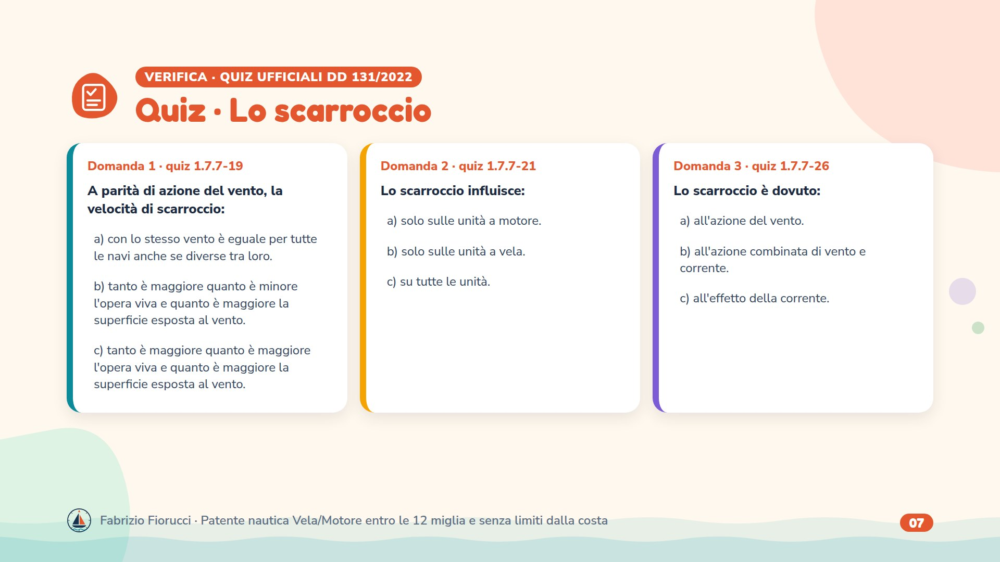 VERIFICA · QUIZ UFFICIALI DD 131/2022
Quiz · Lo scarroccio
Domanda 1 · quiz 1.7.7-19
A parità di azione del vento, la
velocità di scarroccio:
a) con lo stesso vento è eguale per tutte
le navi anche se diverse tra loro.
b) tanto è maggiore quanto è minore
l'opera viva e quanto è maggiore la
superficie esposta al vento.
c) tanto è maggiore quanto è maggiore
l'opera viva e quanto è maggiore la
superficie esposta al vento.
Domanda 2 · quiz 1.7.7-21
Lo scarroccio influisce:
a) solo sulle unità a motore.
b) solo sulle unità a vela.
c) su tutte le unità.
Domanda 3 · quiz 1.7.7-26
Lo scarroccio è dovuto:
a) all'azione del vento.
b) all'azione combinata di vento e
corrente.
c) all'effetto della corrente.
Fabrizio Fiorucci · Patente nautica Vela/Motore entro le 12 miglia e senza limiti dalla costa
07